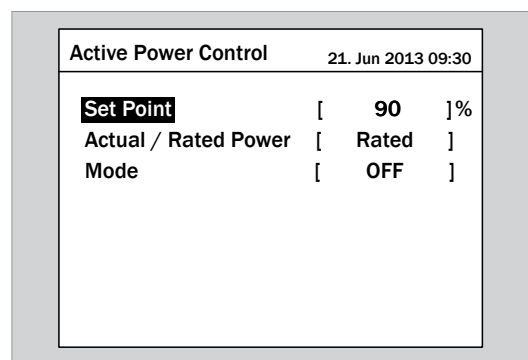 Active Power Control 21. Jun 2013 09:30
Set Point [ 90 ]%
Actual / Rated Power [ Rated ]
Mode [ OFF ]